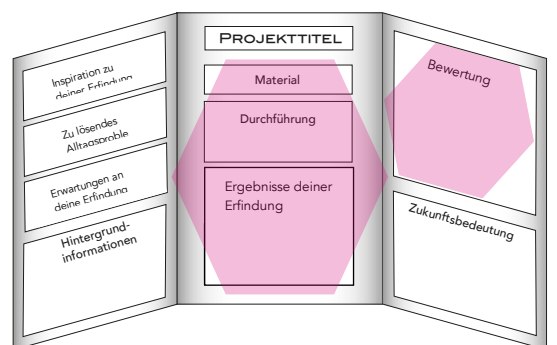 Inspiration zu
deiner Erfindung
Zu lösendes
Alltagsproble
Erwartungen an
deine Erfindung
Hintergrund-
informationen
PROJEKTTITEL
Material
Durchführung
Ergebnisse deiner
Erfindung
Bewertung
Zukunftsbedeutung